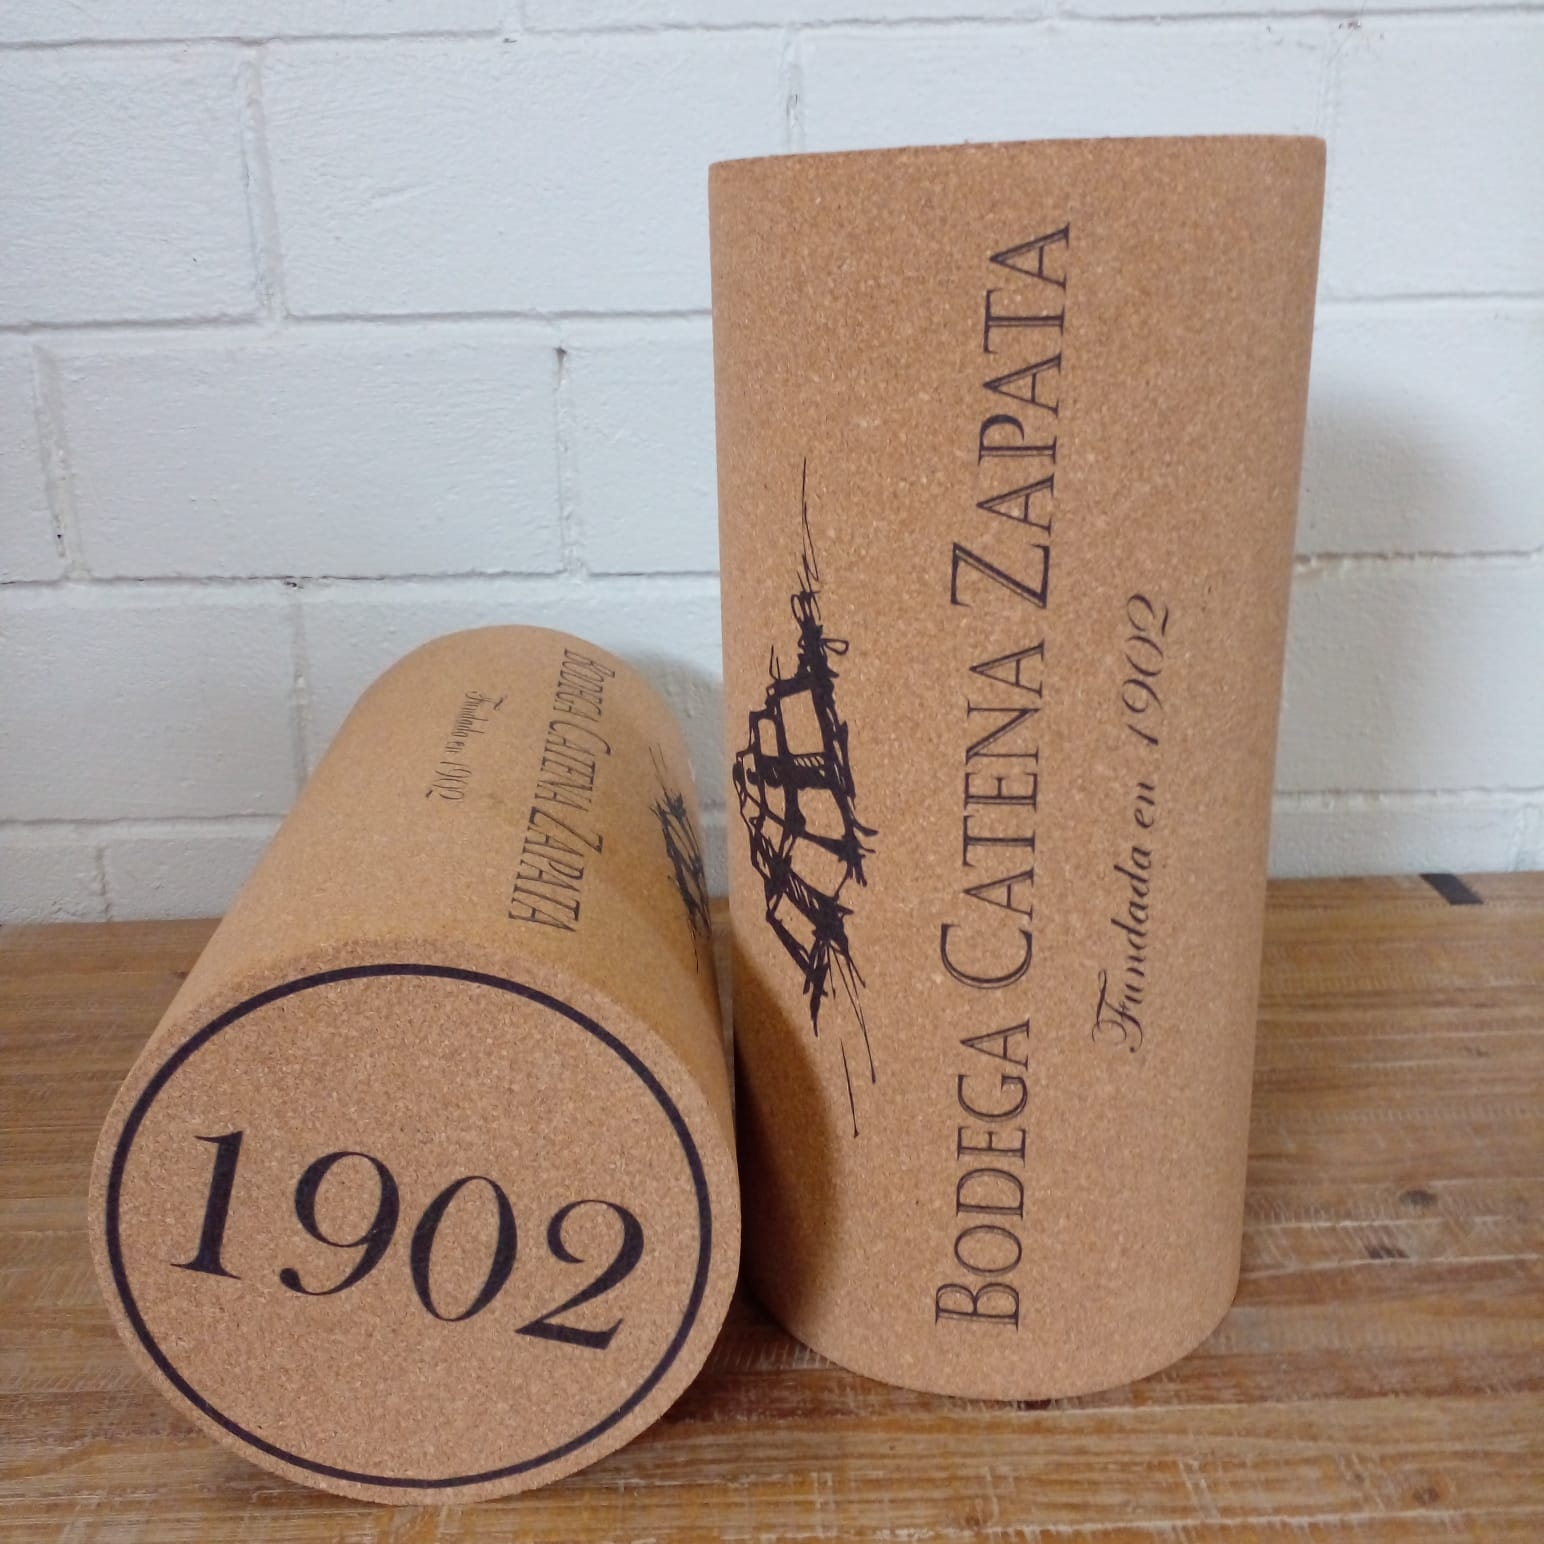 BODEGA CATENA ZAPATA
Fundada en 1902
1902
BODEGA CATENA ZAPATA
Fundada en 1902